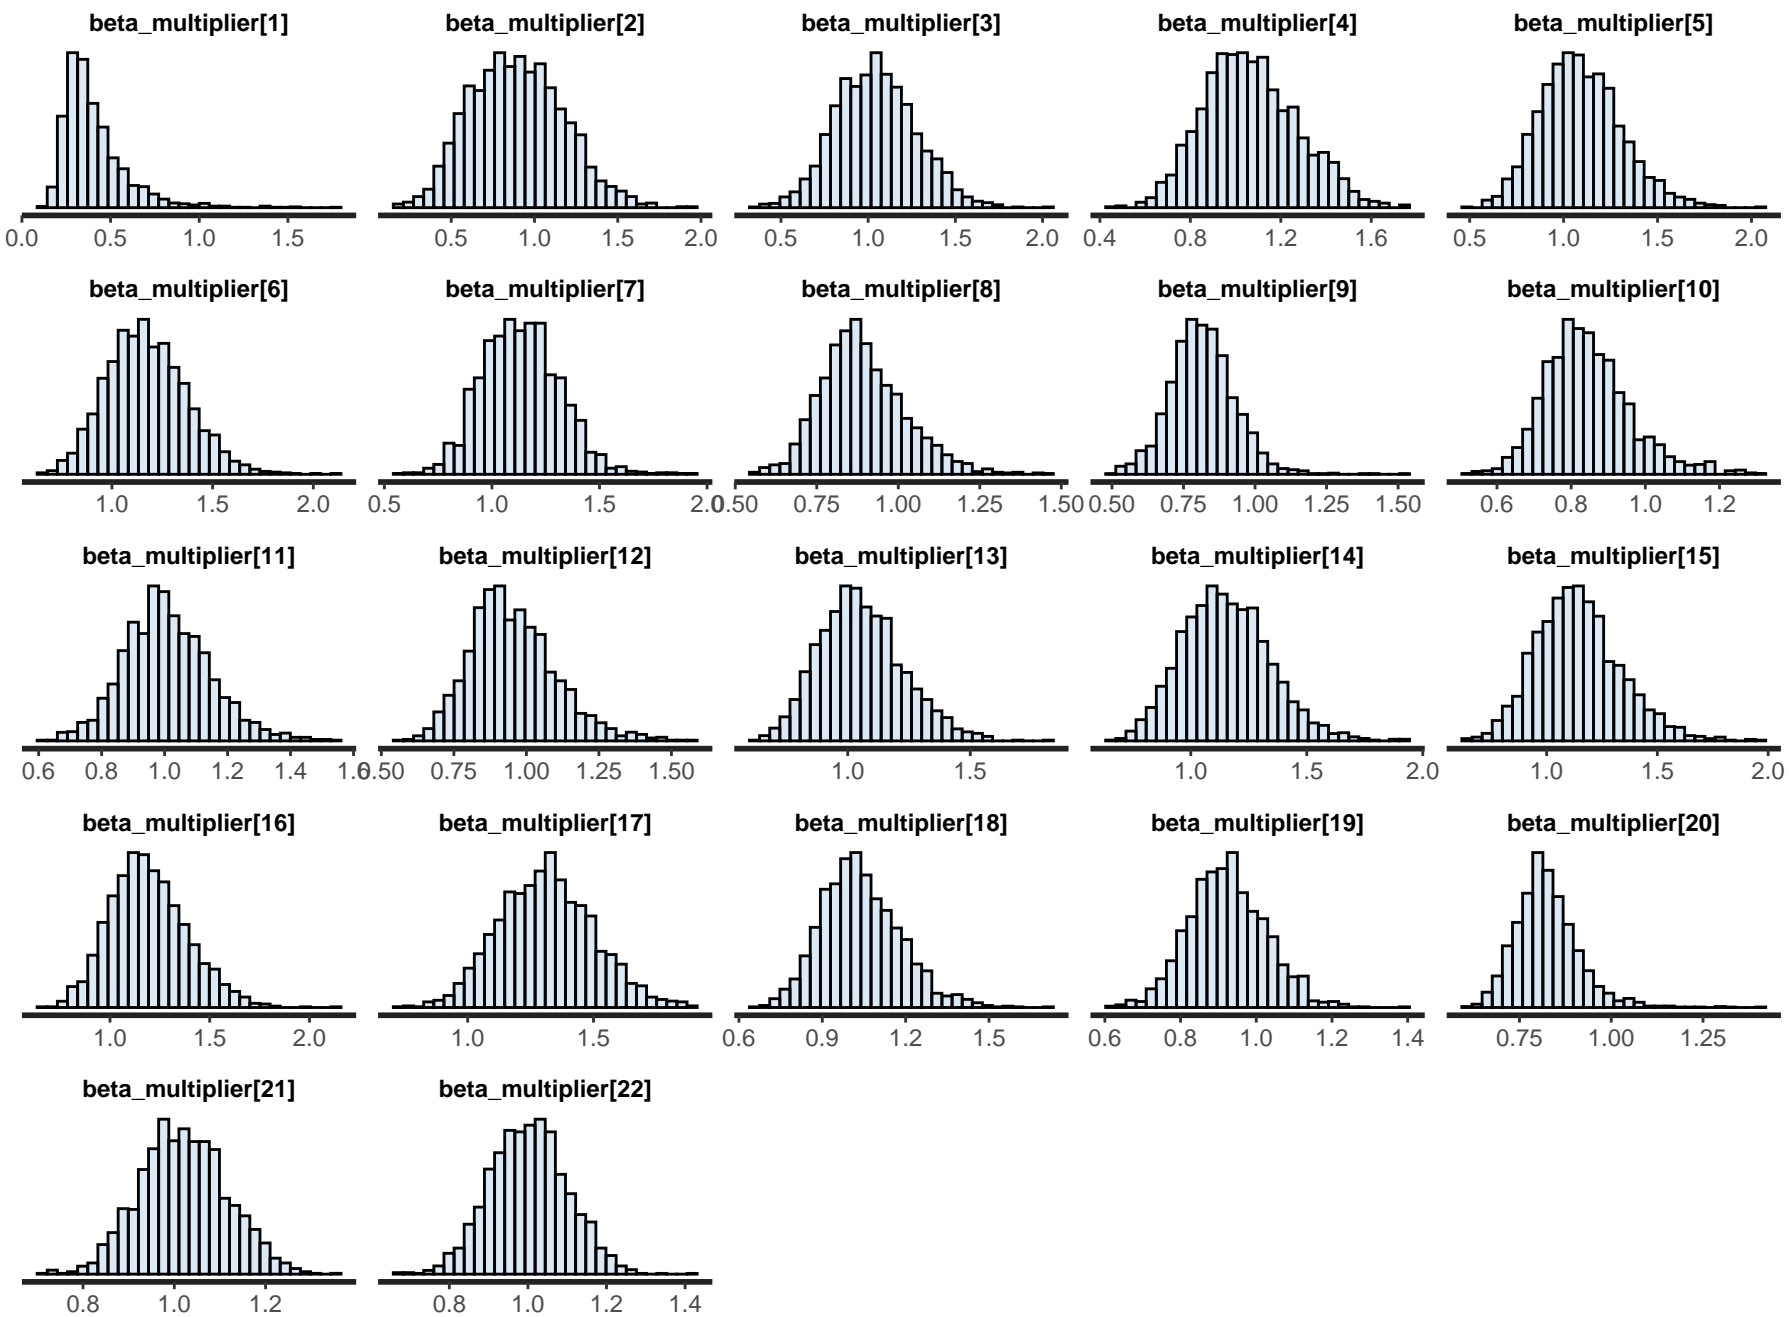 beta_multiplier[1] beta_multiplier[2] beta_multiplier[3] beta_multiplier[4] beta_multiplier[5]
0.0 0.5 1.0 1.5 0.5 1.0 1.5 2.0 0.5 1.0 1.5 2.0 0.4 0.8 1.2 1.6 0.5 1.0 1.5 2.0
beta_multiplier[6] beta_multiplier[7] beta_multiplier[8] beta_multiplier[9] beta_multiplier[10]
1.0 1.5 2.0 0.5 1.0 1.5 2.0 0.50 0.75 1.00 1.25 1.50 0.50 0.75 1.00 1.25 1.50 0.6 0.8 1.0 1.2
beta_multiplier[11] beta_multiplier[12] beta_multiplier[13] beta_multiplier[14] beta_multiplier[15]
0.6 0.8 1.0 1.2 1.4 1.6 0.50 0.75 1.00 1.25 1.50 1.0 1.5 1.0 1.5 2.0 1.0 1.5 2.0
beta_multiplier[16] beta_multiplier[17] beta_multiplier[18] beta_multiplier[19] beta_multiplier[20]
1.0 1.5 2.0 1.0 1.5 0.6 0.9 1.2 1.5 0.6 0.8 1.0 1.2 1.4 0.75 1.00 1.25
beta_multiplier[21] beta_multiplier[22]
0.8 1.0 1.2 0.8 1.0 1.2 1.4